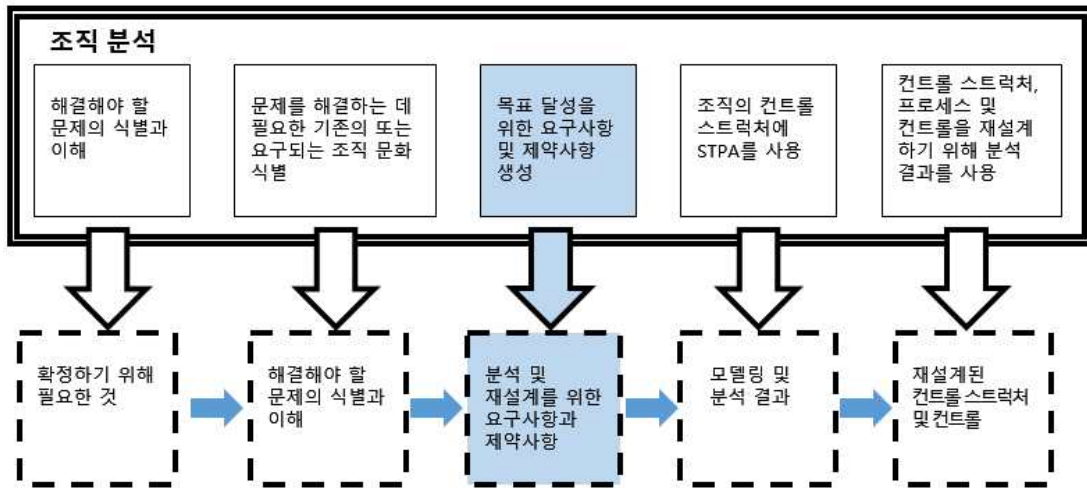 조직 분석
해결해야 할
문제의 식별과
이해
문제를 해결하는 데
필요한 기존의 또는
요구되는 조직 문화
식별
목표 달성을
위한 요구사항
및 제약사항
생성
조직의 컨트롤
스트럭처에
STPA를 사용
컨트롤 스트럭처,
프로세스 및
컨트롤을 재설계
하기 위해 분석
결과를 사용
확정하기 위해
필요한 것
해결해야 할
문제의 식별과
이해
분석 및
재설계를 위한
요구사항과
제약사항
모델링 및
분석 결과
재설계된
컨트롤 스트럭처
및 컨트롤